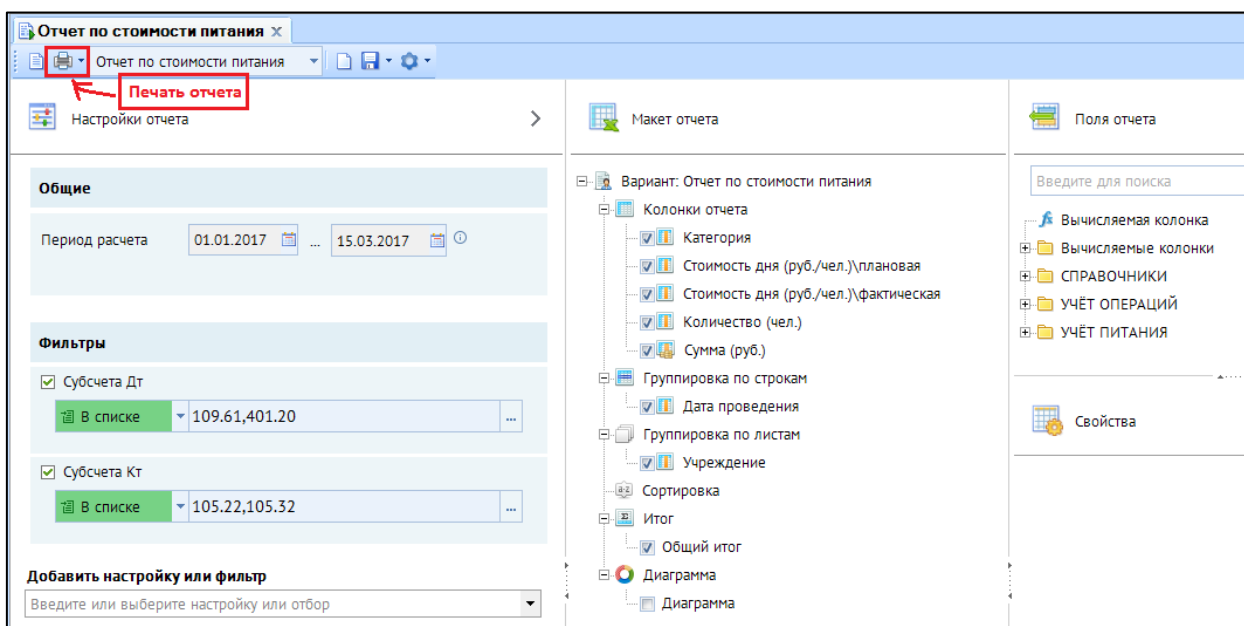 Отчет по стоимости питания x
Отчет по стоимости питания
Печать отчета
Настройки отчета
Общие
Период расчета 01.01.2017 ... 15.03.2017
Фильтры
Субсчета Дт
В списке 109.61,401.20 ...
Субсчета Кт
В списке 105.22,105.32 ...
Добавить настройку или фильтр
Введите или выберите настройку или отбор
Макет отчета
Вариант: Отчет по стоимости питания
Колонки отчета
Категория
Стоимость дня (руб./чел.)\плановая
Стоимость дня (руб./чел.)\фактическая
Количество (чел.)
Сумма (руб.)
Группировка по строкам
Дата проведения
Группировка по листам
Учреждение
Сортировка
Итог
Общий итог
Диаграмма
Диаграмма
Поля отчета
Введите для поиска
fx Вычисляемая колонка
Вычисляемые колонки
СПРАВОЧНИКИ
УЧЁТ ОПЕРАЦИЙ
УЧЁТ ПИТАНИЯ
Свойства